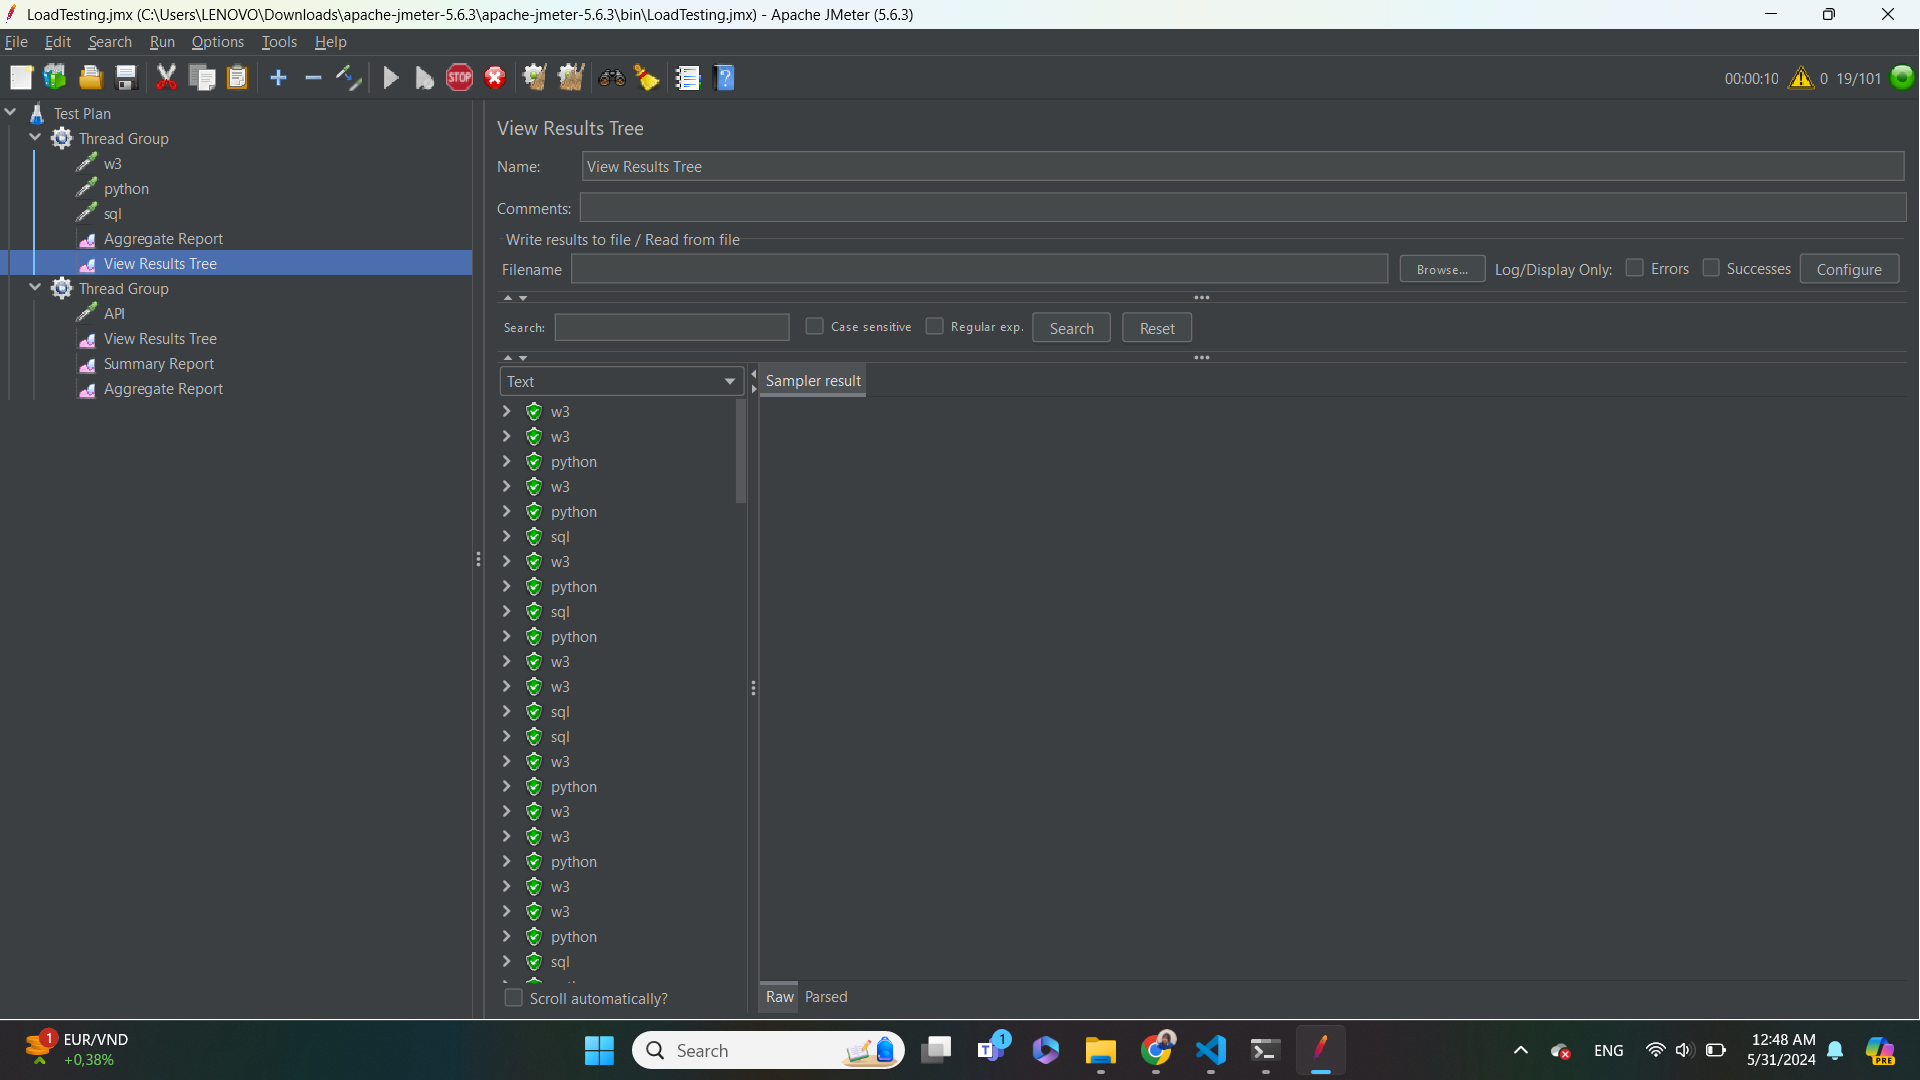 LoadTesting.jmx (C:\Users\LENOVO\Downloads\apache-jmeter-5.6.3\apache-jmeter-5.6.3\bin\LoadTesting.jmx) - Apache JMeter (5.6.3)
File Edit Search Run Options Tools Help
STOP 00:00:10 0 19/101
Test Plan
Thread Group
w3
python
sql
Aggregate Report
View Results Tree
Thread Group
API
View Results Tree
Summary Report
Aggregate Report
View Results Tree
Name: View Results Tree
Comments:
Write results to file / Read from file
Filename Browse... Log/Display Only: Errors Successes Configure
Search: Case sensitive Regular exp. Search Reset
Text
w3
w3
python
w3
python
sql
w3
python
sql
python
w3
w3
sql
sql
w3
python
w3
w3
python
w3
w3
python
sql
Scroll automatically?
Sampler result
Raw Parsed
1 EUR/VND
+0,38%
Search
1
ENG
12:48 AM
5/31/2024
PRE